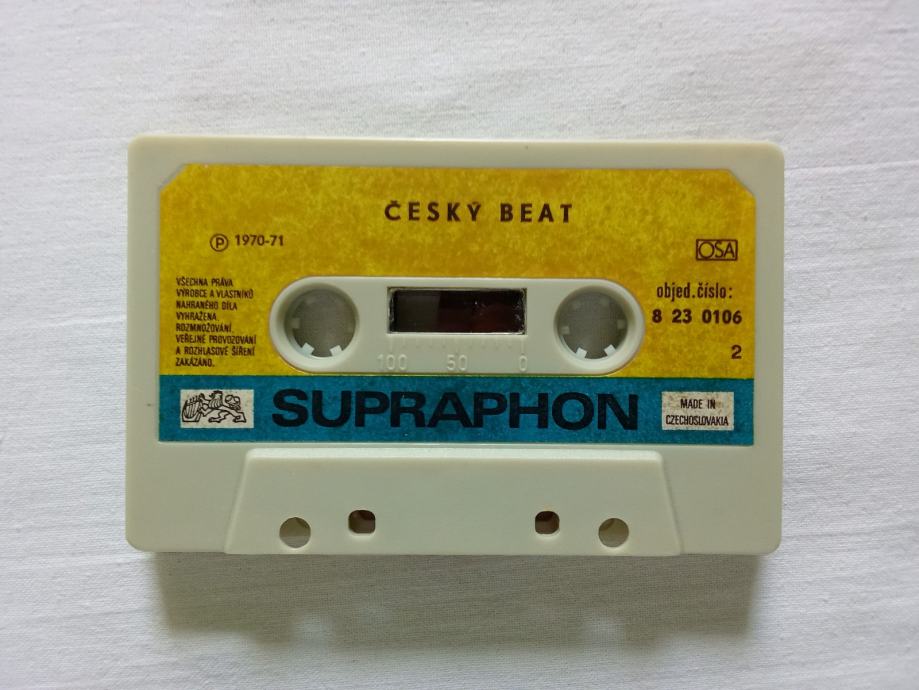 ČESKÝ BEAT
Ⓟ 1970-71
OSA
VŠECHNA PRÁVA
VÝROBCE A VLASTNÍKŮ
NAHRANÉHO DÍLA
VYHRAŽENA.
ROZMNOŽOVÁNÍ,
VEŘEJNÉ PROVOZOVÁNÍ
A ROZHLASOVÉ ŠÍŘENÍ
ZAKÁZÁNO.
objed.číslo:
8 23 0106
2
100 50 0
SUPRAPHON
MADE IN
CZECHOSLOVAKIA